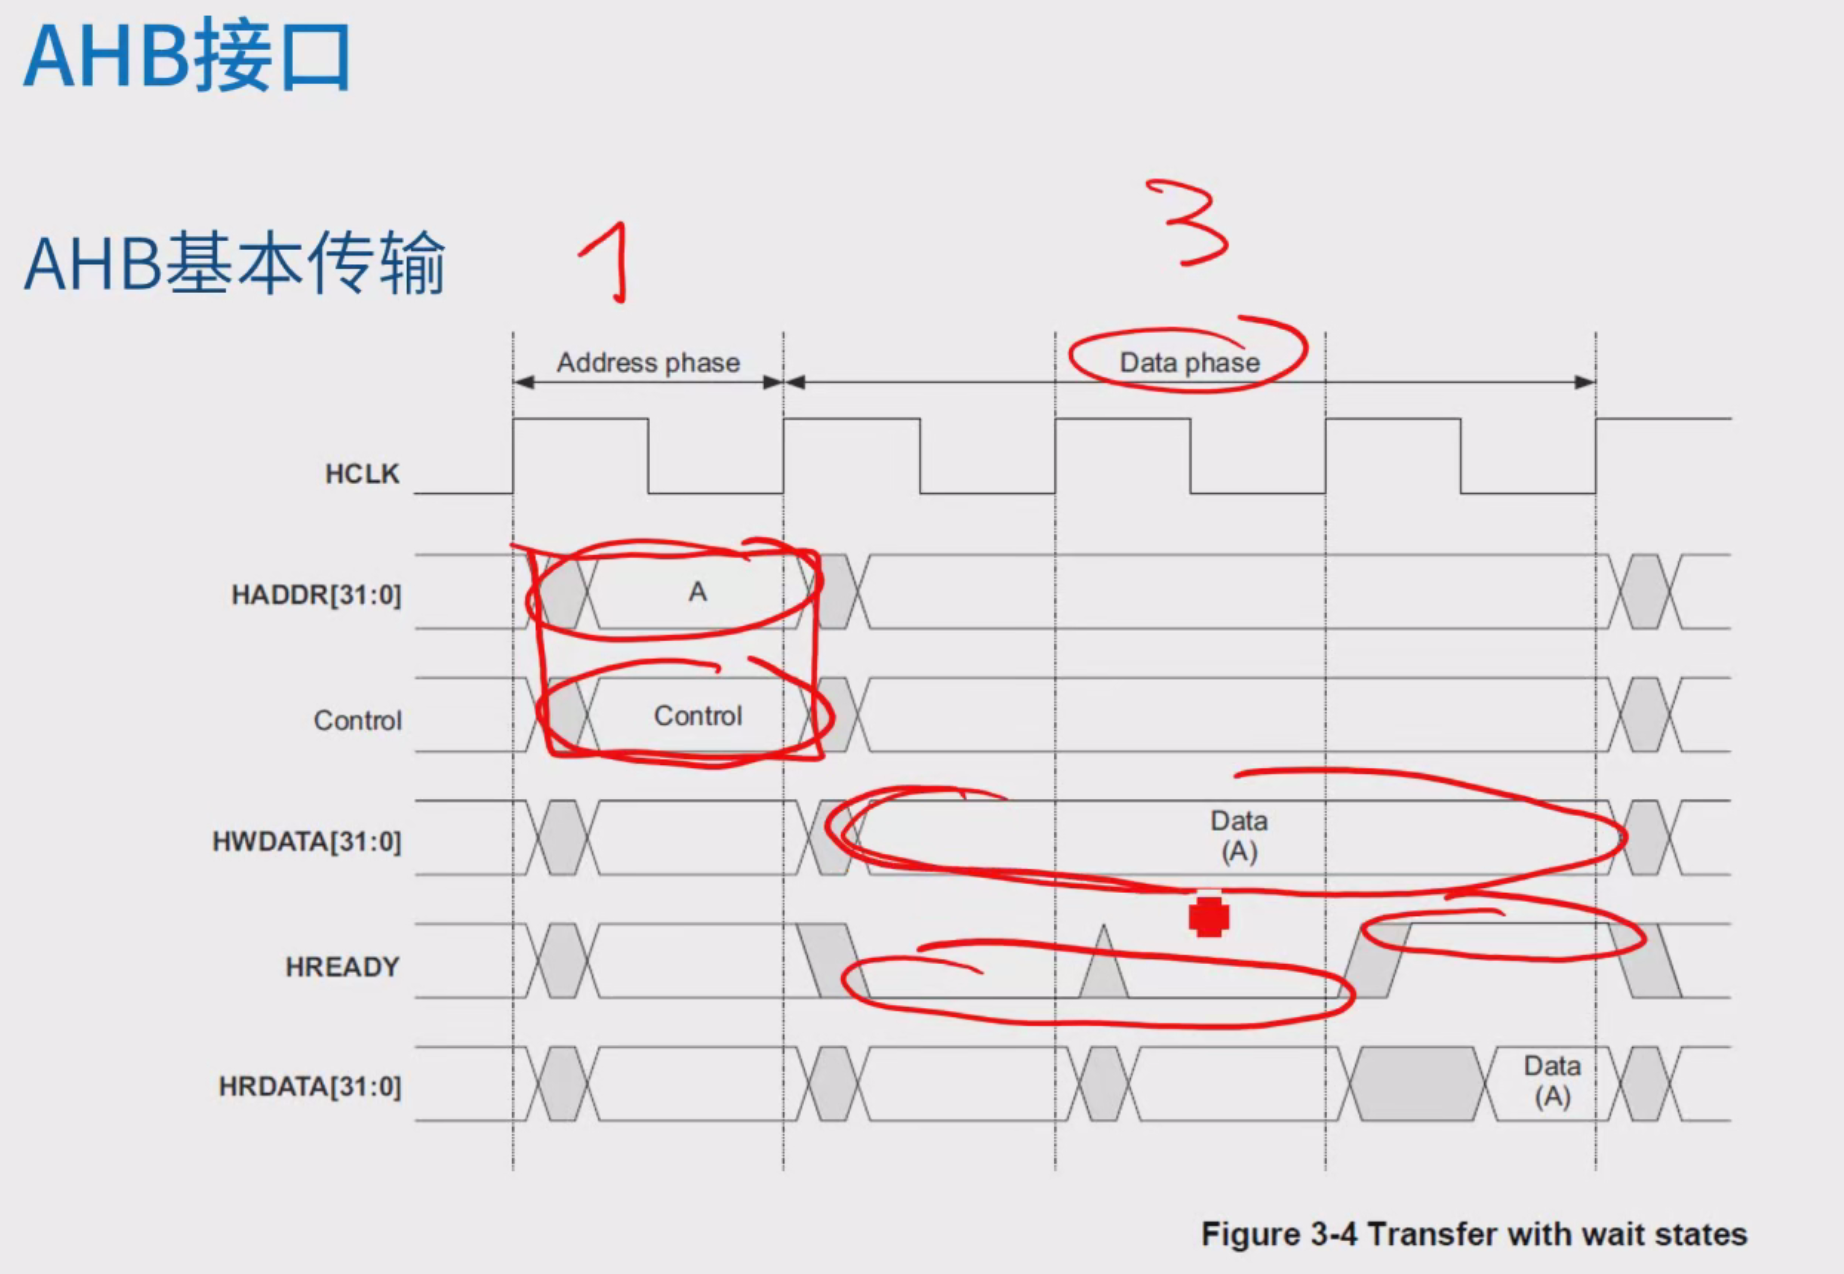 AHB接口
AHB基本传输
1
3
Address phase
Data phase
HCLK
HADDR[31:0]
A
Control
Control
HWDATA[31:0]
Data
(A)
HREADY
HRDATA[31:0]
Data
(A)
Figure 3-4 Transfer with wait states